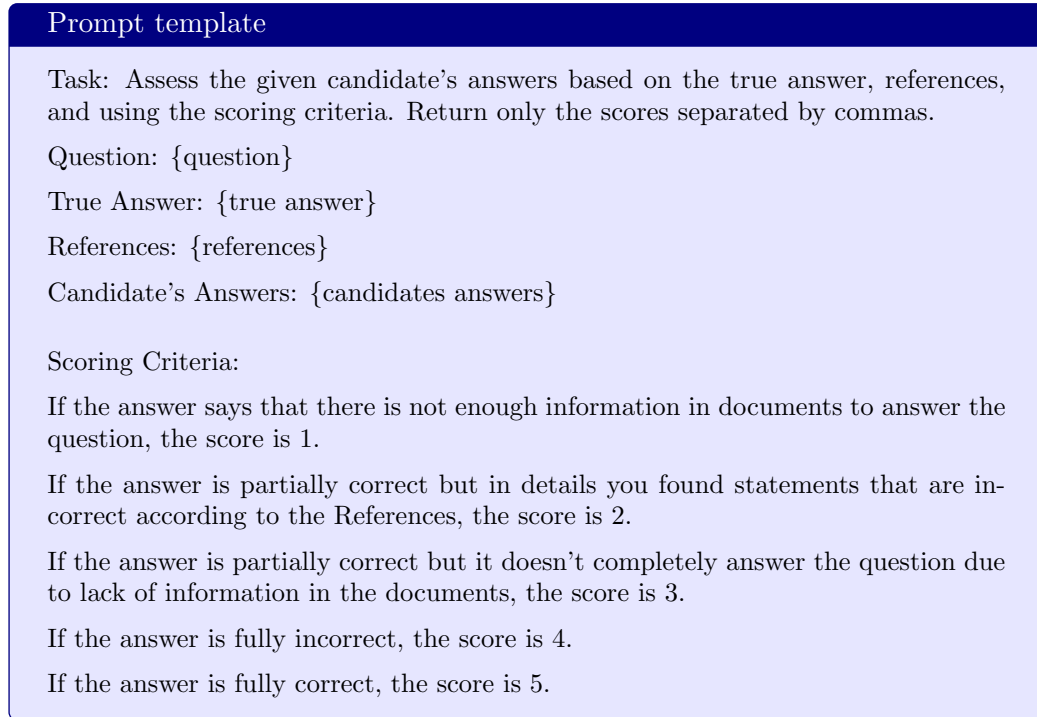 Prompt template
Task: Assess the given candidate's answers based on the true answer, references,
and using the scoring criteria. Return only the scores separated by commas.
Question: {question}
True Answer: {true answer}
References: {references}
Candidate's Answers: {candidates answers}
Scoring Criteria:
If the answer says that there is not enough information in documents to answer the
question, the score is 1.
If the answer is partially correct but in details you found statements that are in-
correct according to the References, the score is 2.
If the answer is partially correct but it doesn't completely answer the question due
to lack of information in the documents, the score is 3.
If the answer is fully incorrect, the score is 4.
If the answer is fully correct, the score is 5.